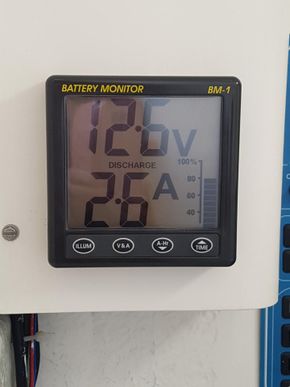 BATTERY MONITOR BM-1
12.6V
DISCHARGE 100%
80
2.6A
60
40
ILLUM V&A A-Hr TIME